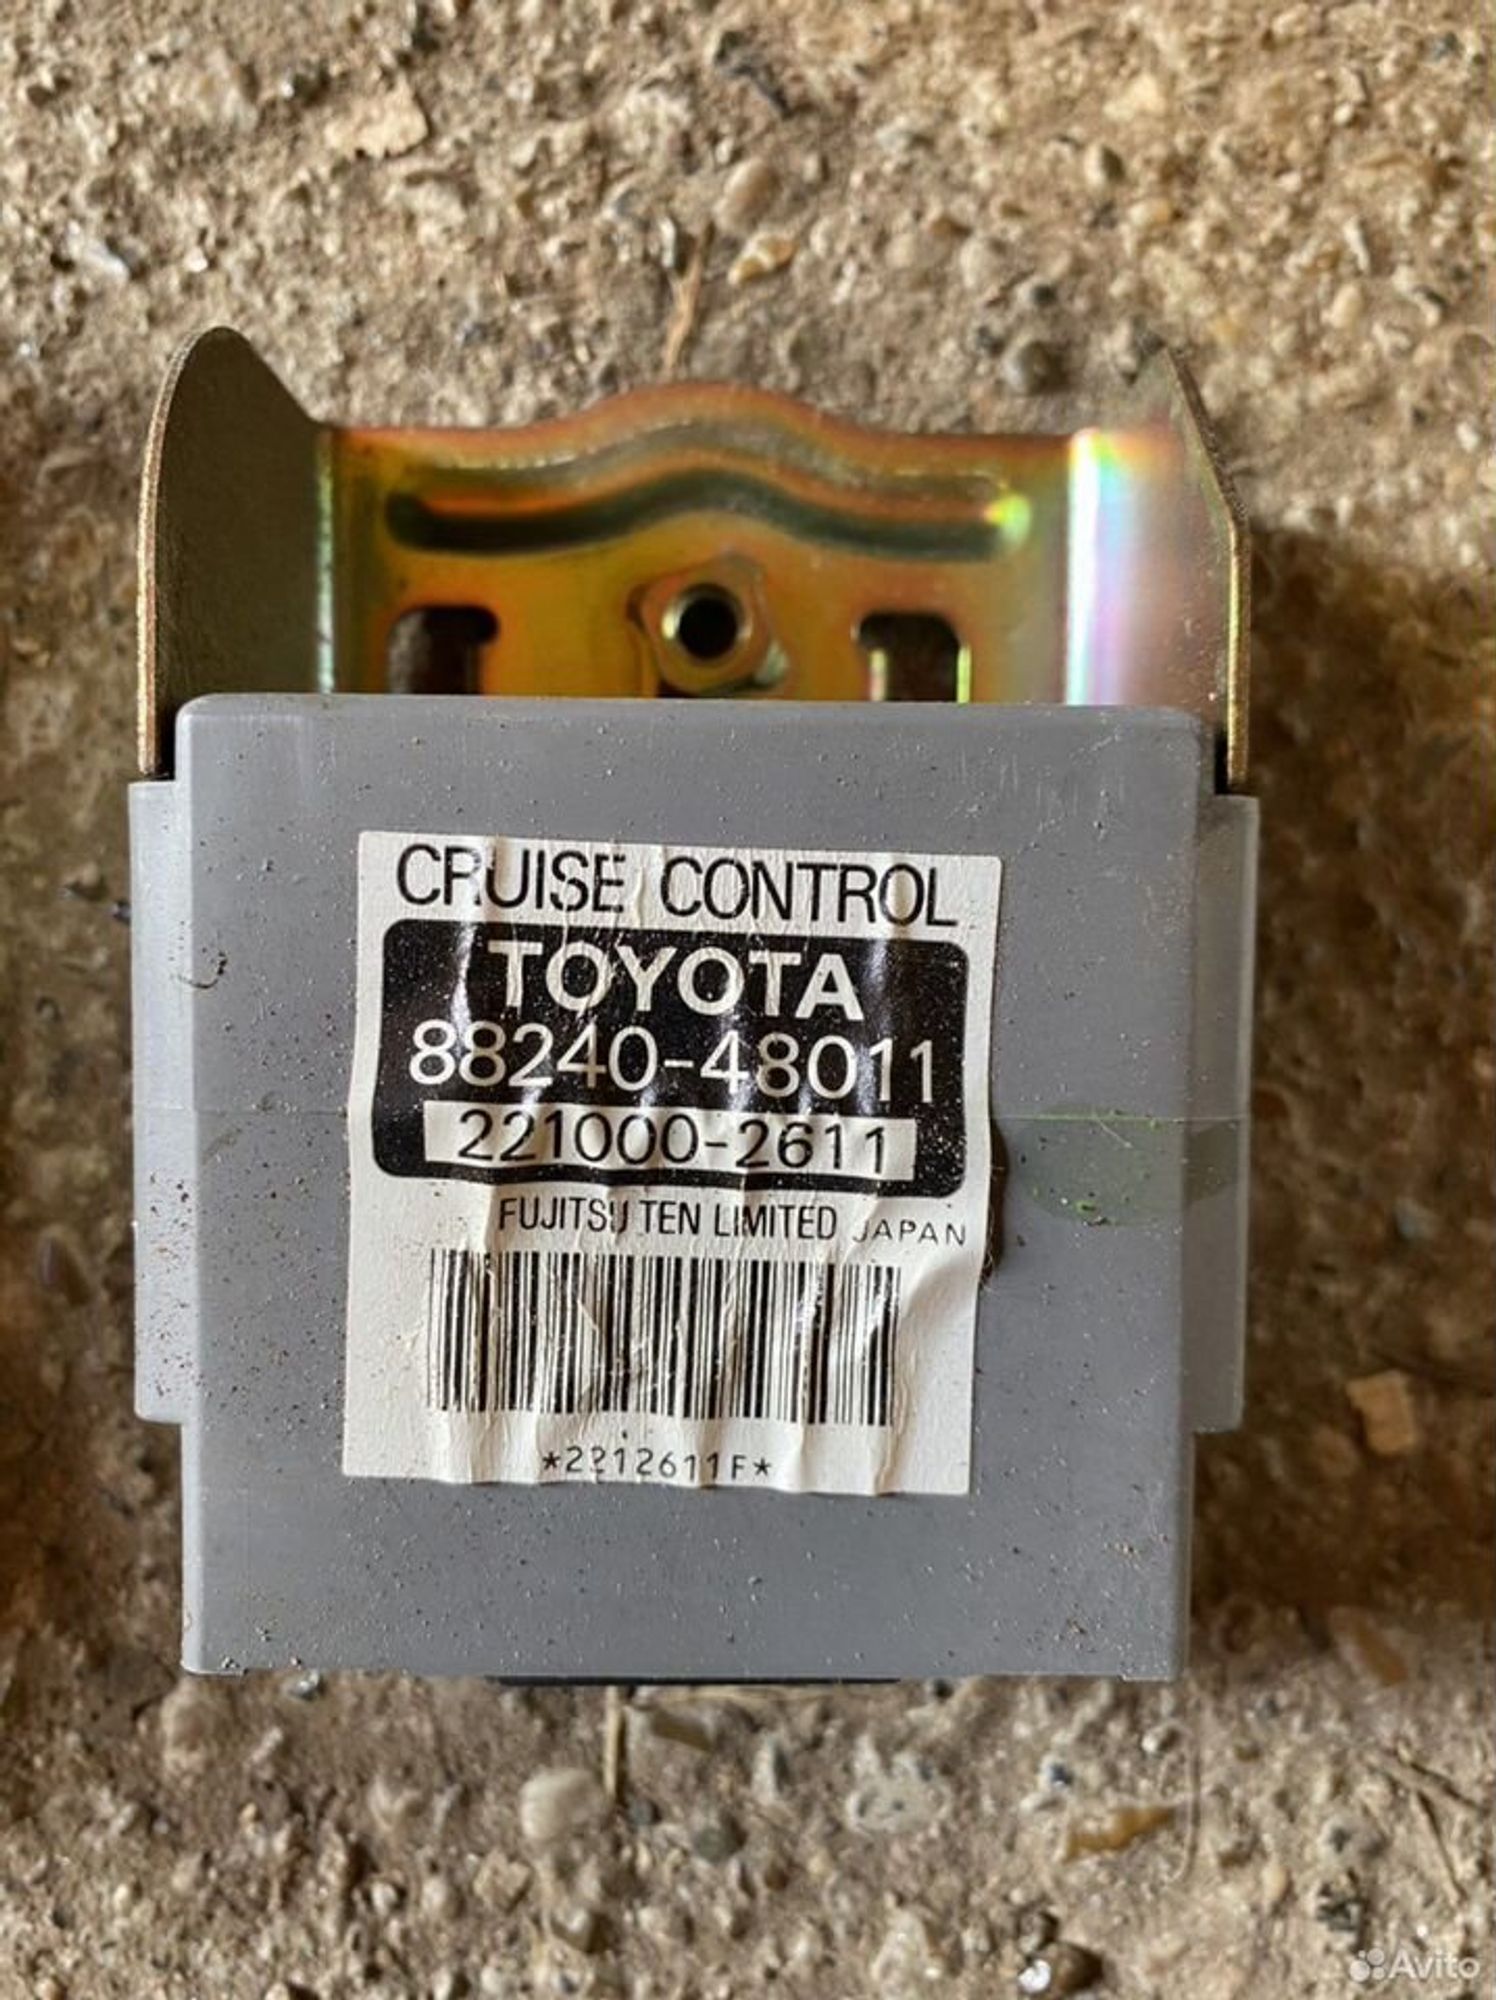 CRUISE CONTROL
TOYOTA
88240-48011
221000-2611
FUJITSU TEN LIMITED JAPAN
*2212611F*
Avito